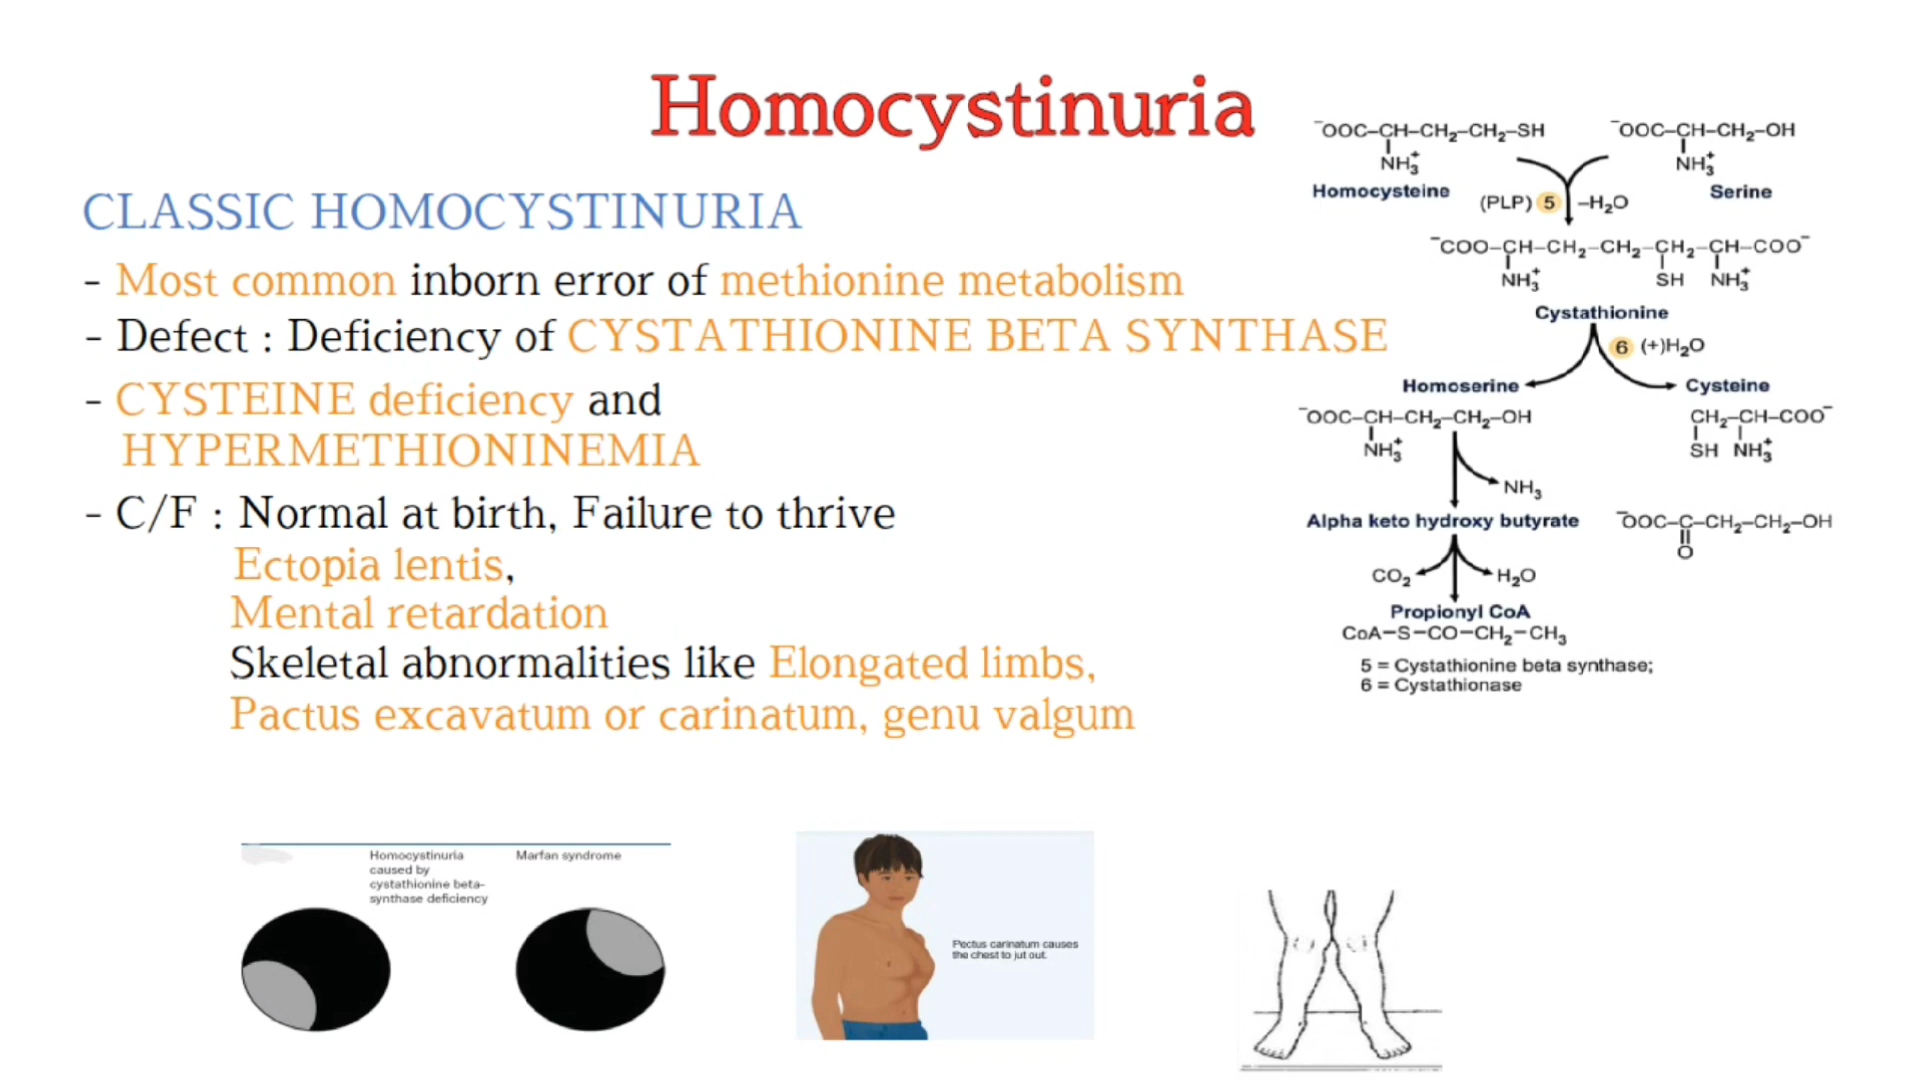 Homocystinuria
CLASSIC HOMOCYSTINURIA
- Most common inborn error of methionine metabolism
- Defect : Deficiency of CYSTATHIONINE BETA SYNTHASE
- CYSTEINE deficiency and
HYPERMETHIONINEMIA
- C/F : Normal at birth, Failure to thrive
Ectopia lentis,
Mental retardation
Skeletal abnormalities like Elongated limbs,
Pactus excavatum or carinatum, genu valgum
⁻OOC–CH–CH₂–CH₂–SH
NH₃⁺
Homocysteine
⁻OOC–CH–CH₂–OH
NH₃⁺
Serine
(PLP) 5 –H₂O
⁻COO–CH–CH₂–CH₂–CH₂–CH–COO⁻
NH₃⁺ SH NH₃⁺
Cystathionine
6 (+)H₂O
Homoserine
⁻OOC–CH–CH₂–CH₂–OH
NH₃⁺
Cysteine
CH₂–CH–COO⁻
SH NH₃⁺
NH₃
Alpha keto hydroxy butyrate
⁻OOC–C–CH₂–CH₂–OH
O
CO₂ H₂O
Propionyl CoA
CoA–S–CO–CH₂–CH₃
5 = Cystathionine beta synthase;
6 = Cystathionase
Homocystinuria
caused by
cystathionine beta-
synthase deficiency
Marfan syndrome
Pectus carinatum causes
the chest to jut out.